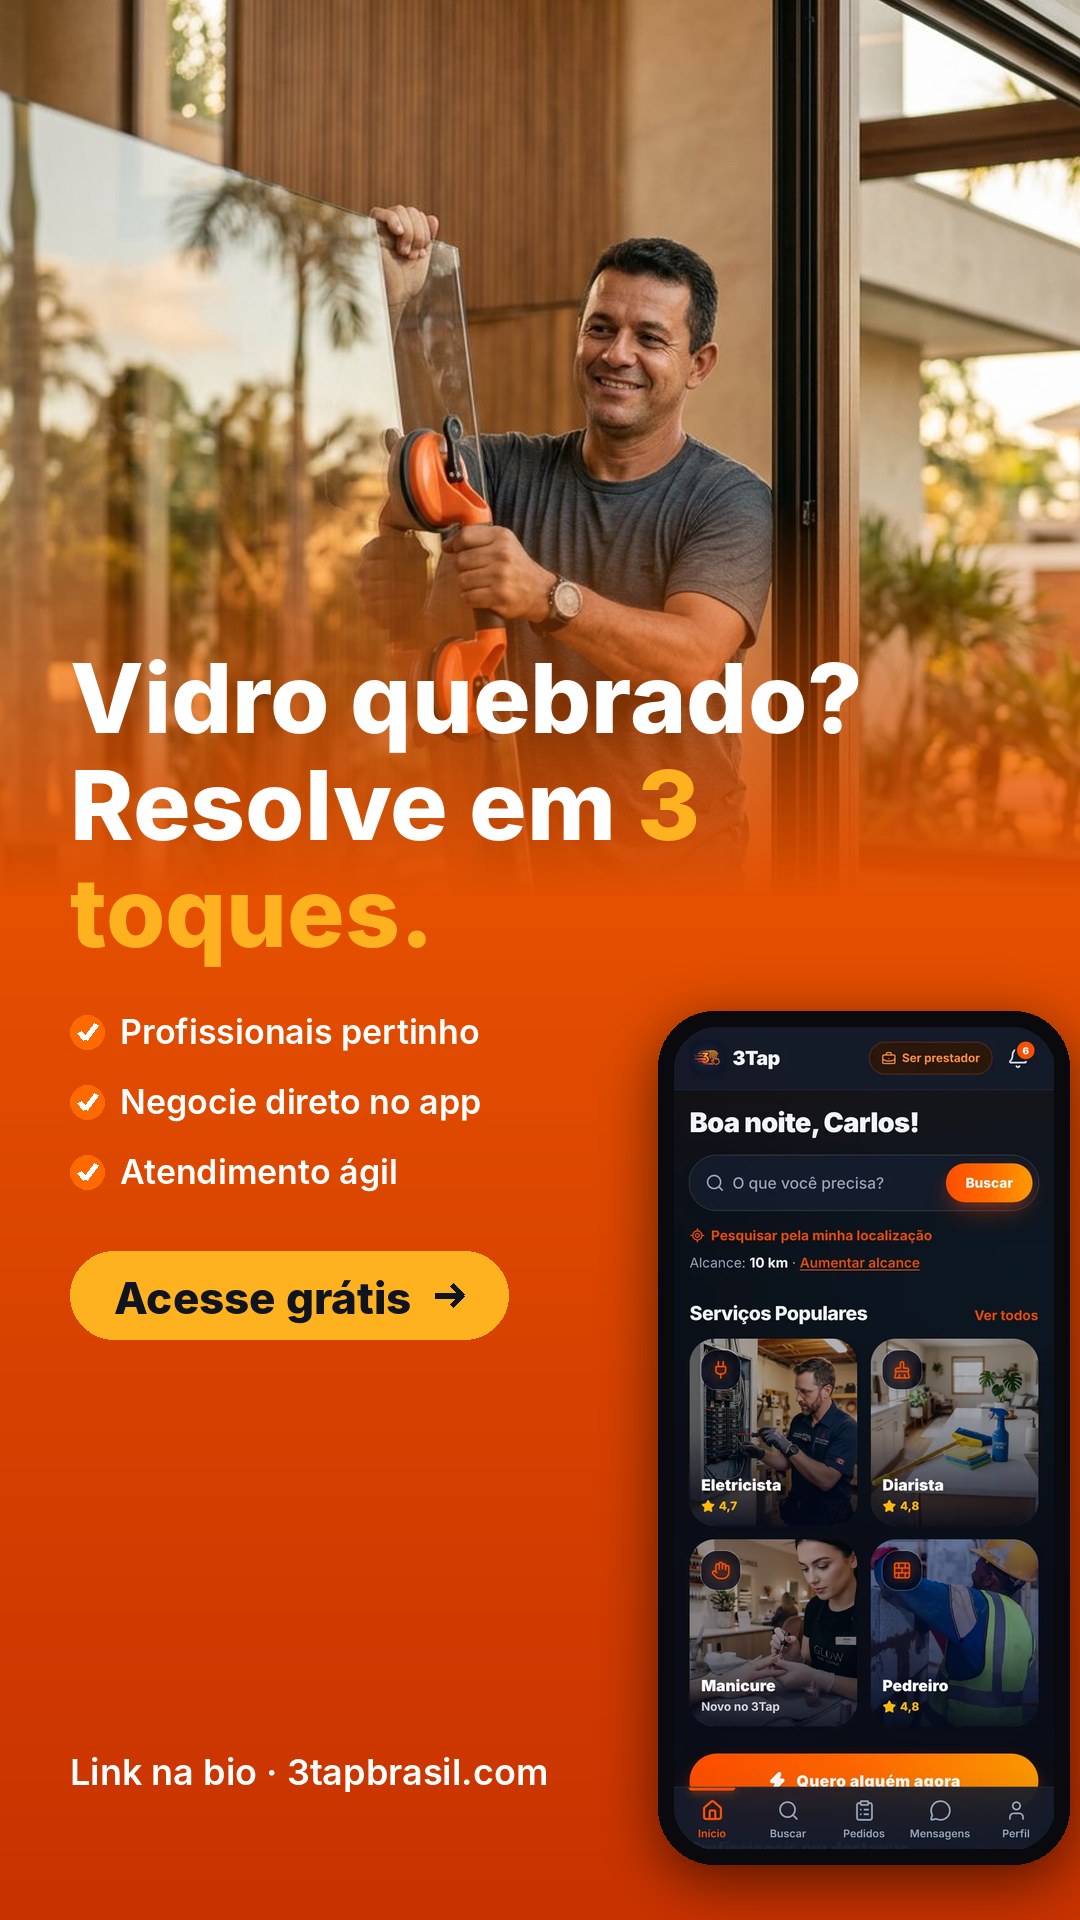 Vidro quebrado?
Resolve em 3
toques.
Profissionais pertinho
Negocie direto no app
Atendimento ágil
Acesse grátis →
Link na bio · 3tapbrasil.com
3Tap
Ser prestador
6
Boa noite, Carlos!
O que você precisa?
Buscar
Pesquisar pela minha localização
Alcance: 10 km · Aumentar alcance
Serviços Populares
Ver todos
Eletricista
4,7
Diarista
4,8
GLOW
Manicure
Novo no 3Tap
Pedreiro
4,8
Quero alguém agora
Início
Buscar
Pedidos
Mensagens
Perfil